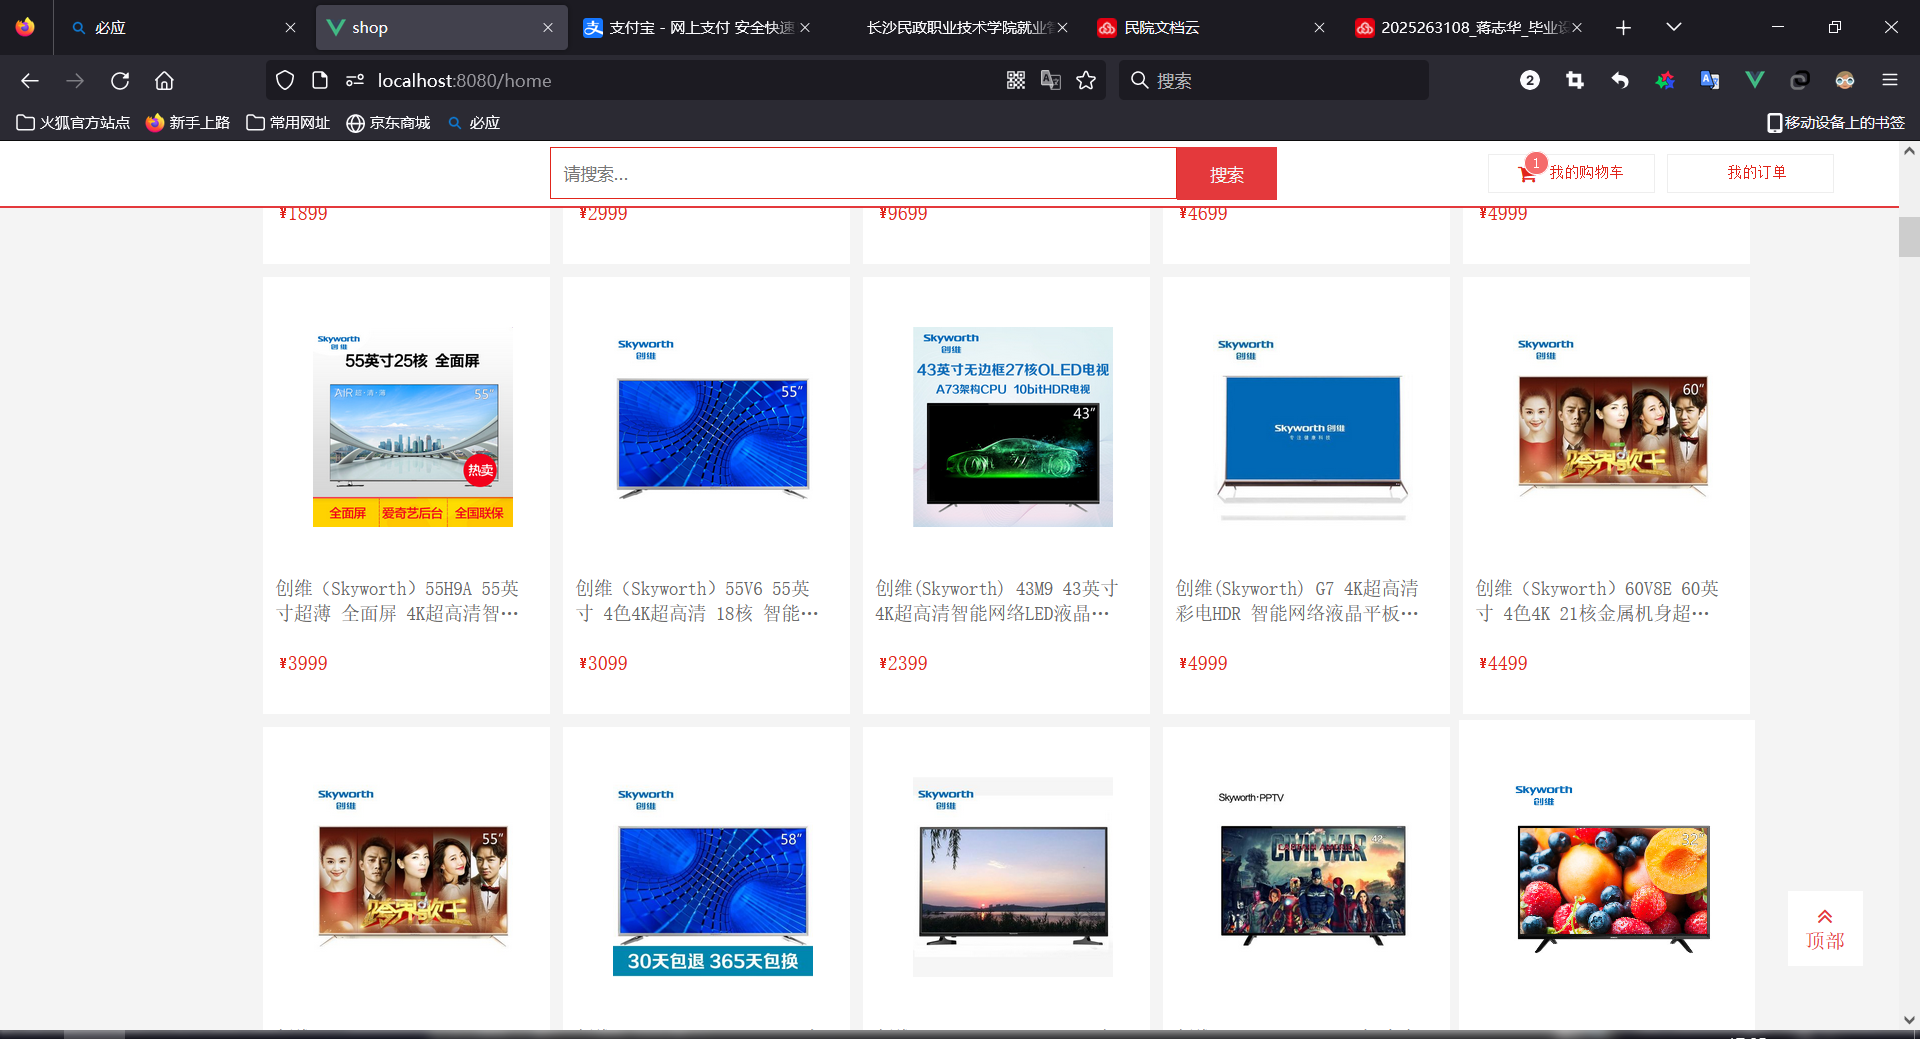 必应
shop
支付宝 - 网上支付 安全快速
长沙民政职业技术学院就业
民院文档云
2025263108_蒋志华_毕业设
localhost:8080/home
搜索
2
火狐官方站点
新手上路
常用网址
京东商城
必应
移动设备上的书签
请搜索...
搜索
1
我的购物车
我的订单
¥1899
¥2999
¥9699
¥4699
¥4999
Skyworth
创维
55英寸25核 全面屏
AIR 超·清·薄
55"
热卖
全面屏
爱奇艺后台
全国联保
Skyworth
创维
55"
Skyworth
创维
43英寸无边框27核OLED电视
A73架构CPU 10bitHDR电视
43"
Skyworth
创维
Skyworth 创维
专注健康科技
Skyworth
创维
60"
跨界歌王
创维（Skyworth）55H9A 55英
寸超薄 全面屏 4K超高清智…
创维（Skyworth）55V6 55英
寸 4色4K超高清 18核 智能…
创维(Skyworth) 43M9 43英寸
4K超高清智能网络LED液晶…
创维(Skyworth) G7 4K超高清
彩电HDR 智能网络液晶平板…
创维（Skyworth）60V8E 60英
寸 4色4K 21核金属机身超…
¥3999
¥3099
¥2399
¥4999
¥4499
Skyworth
创维
55"
跨界歌王
Skyworth
创维
58"
30天包退 365天包换
Skyworth
创维
Skyworth·PPTV
42"
CAPTAIN AMERICA
CIVIL WAR
Skyworth
创维
32"
顶部